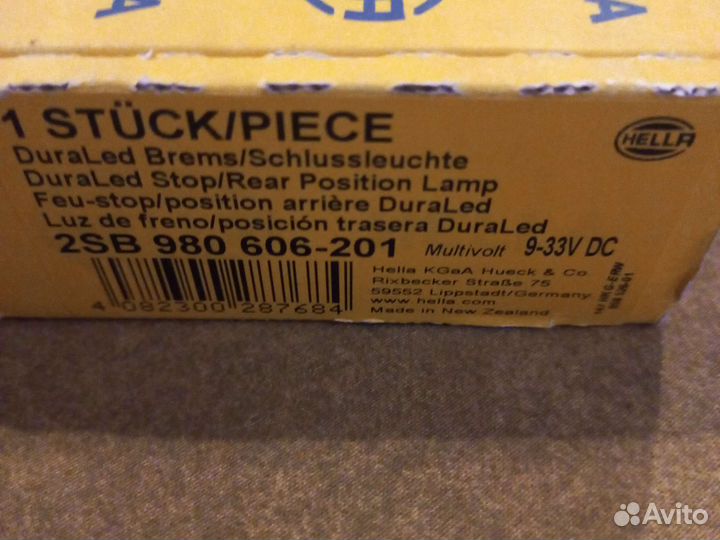 A
A
1 STÜCK/PIECE
HELLA
DuraLed Brems/Schlussleuchte
DuraLed Stop/Rear Position Lamp
Feu-stop/position arrière DuraLed
Luz de freno/posición trasera DuraLed
2SB 980 606-201 Multivolt 9-33V DC
Hella KGaA Hueck & Co.
Rixbecker Straße 75
59552 Lippstadt/Germany
www.hella.com
Made in New Zealand
4 082300 287684
Avito